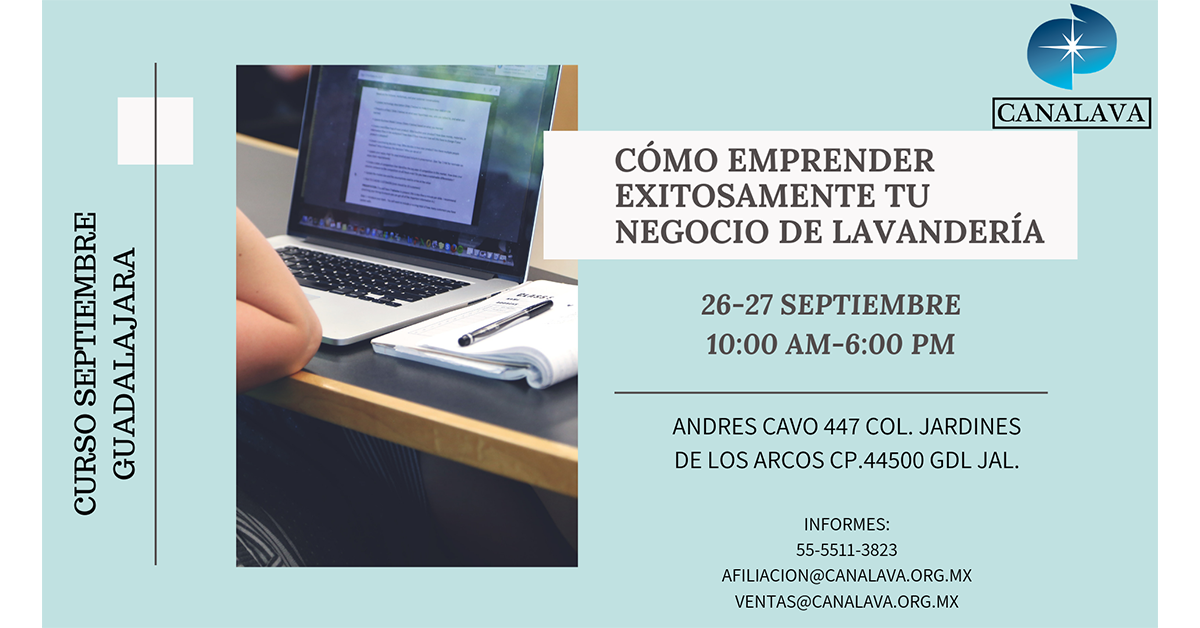 CANALAVA
CURSO SEPTIEMBRE
GUADALAJARA
CÓMO EMPRENDER
EXITOSAMENTE TU
NEGOCIO DE LAVANDERÍA
26-27 SEPTIEMBRE
10:00 AM-6:00 PM
ANDRES CAVO 447 COL. JARDINES
DE LOS ARCOS CP.44500 GDL JAL.
INFORMES:
55-5511-3823
AFILIACION@CANALAVA.ORG.MX
VENTAS@CANALAVA.ORG.MX